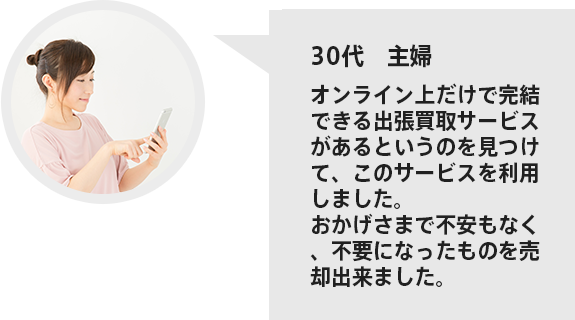 30代　主婦
オンライン上だけで完結
できる出張買取サービス
があるというのを見つけ
て、このサービスを利用
しました。
おかげさまで不安もなく
、不要になったものを売
却出来ました。